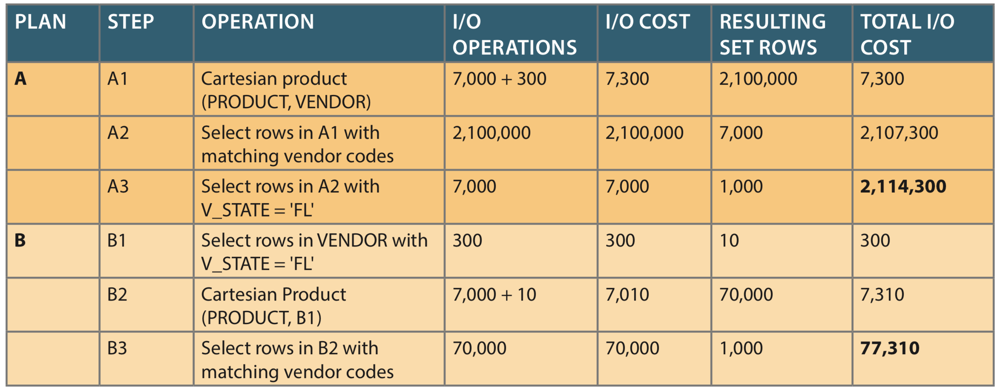 PLAN STEP OPERATION I/O OPERATIONS I/O COST RESULTING SET ROWS TOTAL I/O COST
A A1 Cartesian product (PRODUCT, VENDOR) 7,000 + 300 7,300 2,100,000 7,300
A2 Select rows in A1 with matching vendor codes 2,100,000 2,100,000 7,000 2,107,300
A3 Select rows in A2 with V_STATE = 'FL' 7,000 7,000 1,000 2,114,300
B B1 Select rows in VENDOR with V_STATE = 'FL' 300 300 10 300
B2 Cartesian Product (PRODUCT, B1) 7,000 + 10 7,010 70,000 7,310
B3 Select rows in B2 with matching vendor codes 70,000 70,000 1,000 77,310